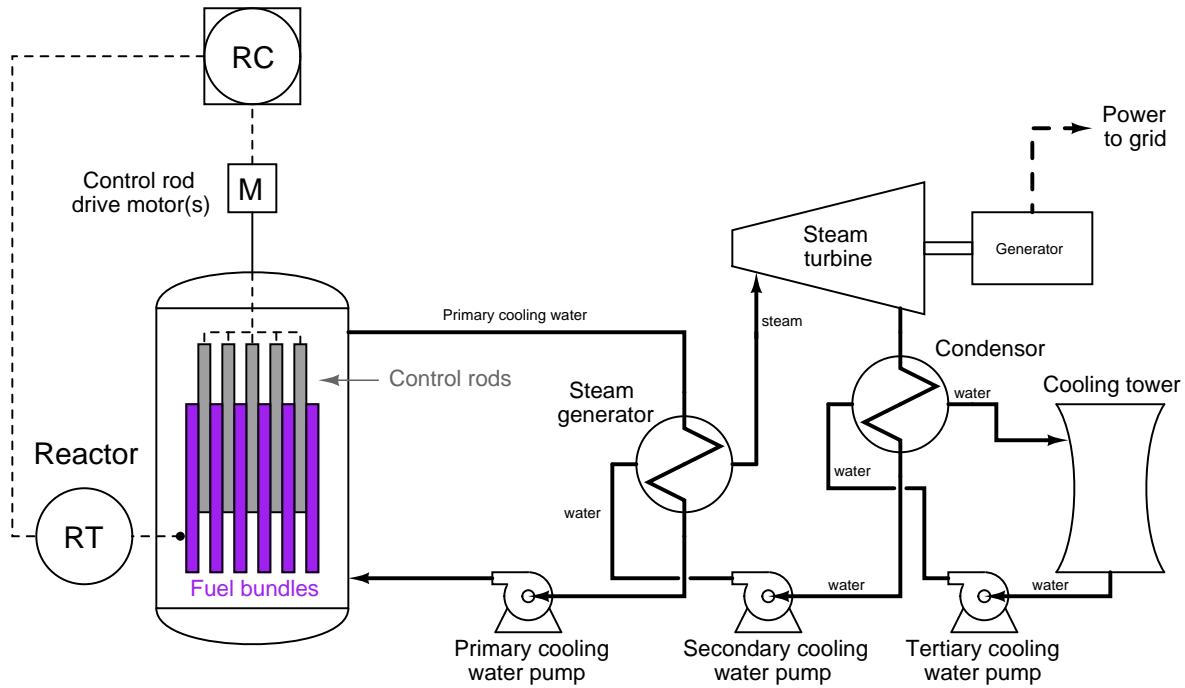 RC
Power
to grid
Control rod
drive motor(s)
M
Steam
turbine
Generator
Primary cooling water
steam
Condensor
Control rods
Steam
generator
water
Cooling tower
Reactor
water
water
RT
Fuel bundles
water
water
Primary cooling
water pump
Secondary cooling
water pump
Tertiary cooling
water pump